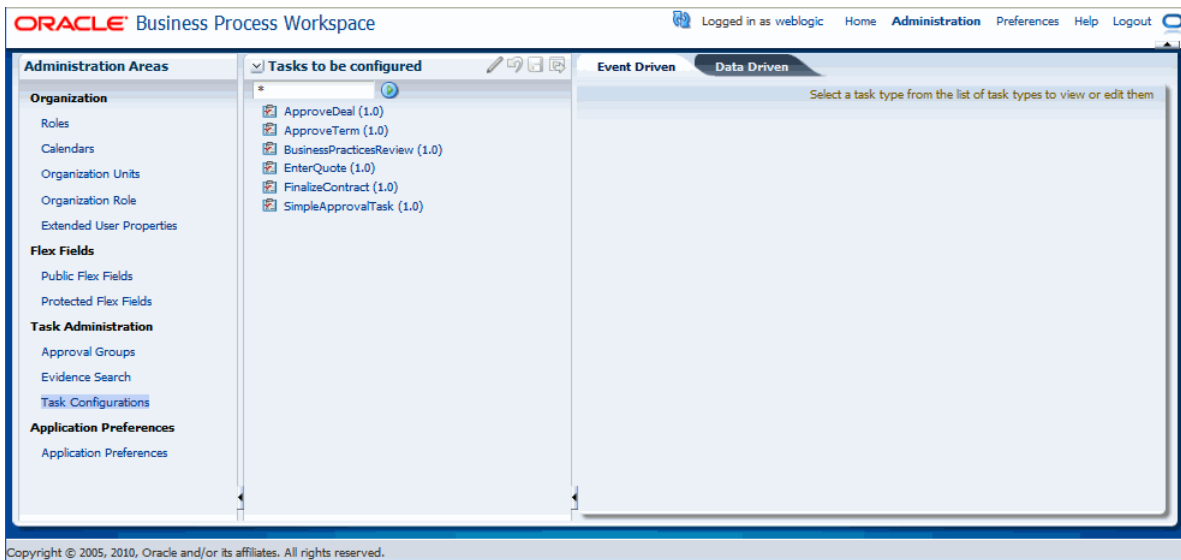 ORACLE Business Process Workspace
Logged in as weblogic Home Administration Preferences Help Logout
Administration Areas
Organization
Roles
Calendars
Organization Units
Organization Role
Extended User Properties
Flex Fields
Public Flex Fields
Protected Flex Fields
Task Administration
Approval Groups
Evidence Search
Task Configurations
Application Preferences
Application Preferences
Tasks to be configured
*
ApproveDeal (1.0)
ApproveTerm (1.0)
BusinessPracticesReview (1.0)
EnterQuote (1.0)
FinalizeContract (1.0)
SimpleApprovalTask (1.0)
Event Driven Data Driven
Select a task type from the list of task types to view or edit them
Copyright © 2005, 2010, Oracle and/or its affiliates. All rights reserved.